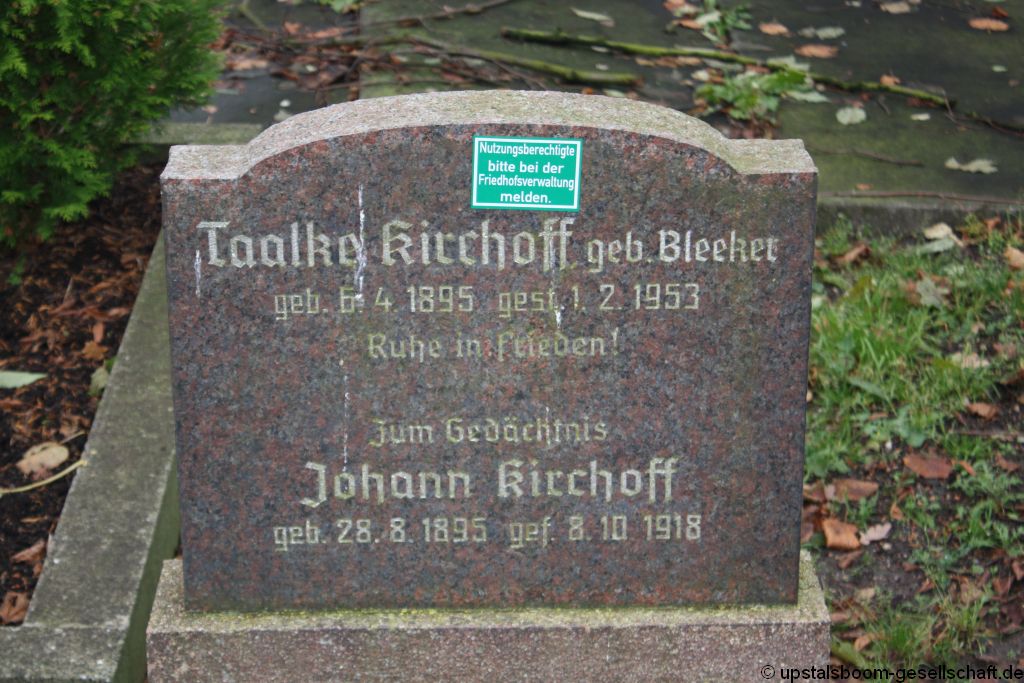 Nutzungsberechtigte
bitte bei der
Friedhofsverwaltung
melden.
Taalke Kirchoff geb. Bleeker
geb. 6. 4. 1895 gest. 1. 2. 1953
Ruhe in Frieden!
Zum Gedächtnis
Johann Kirchoff
geb. 28. 8. 1895 gef. 8. 10 1918
© upstalsboom-gesellschaft.de